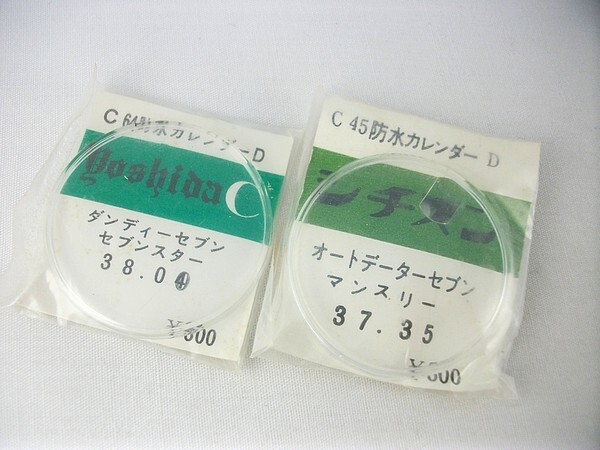 C 64防水カレンダーD
Yoshida C
ダンディーセブン
セブンスター
38.04
¥300
C 45防水カレンダー D
シチズン
オートデーターセブン
マンスリー
37.35
¥300